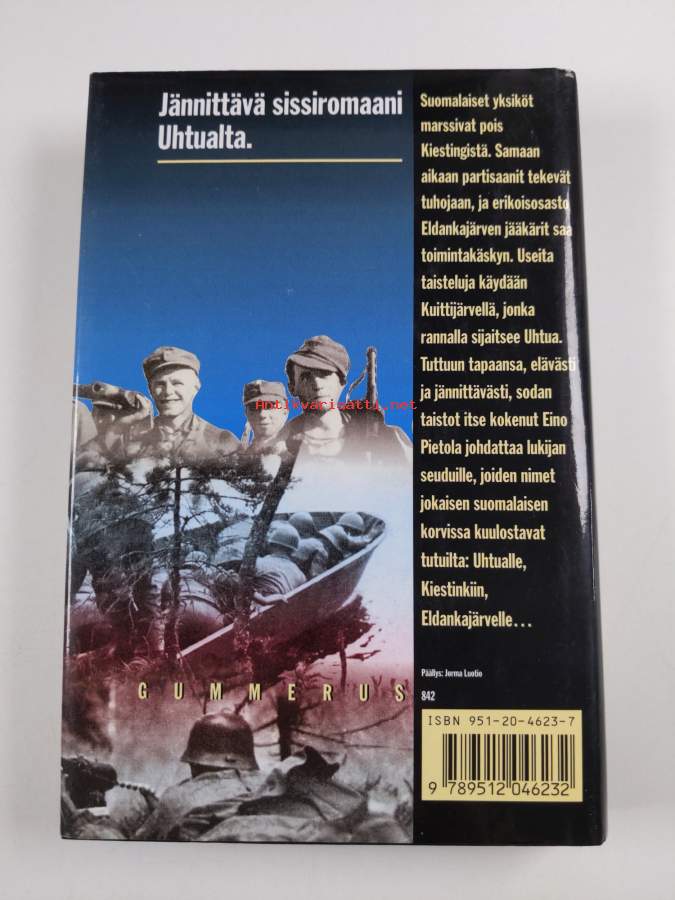 Jännittävä sissiromaani
Uhtualta.
Suomalaiset yksiköt
marssivat pois
Kiestingistä. Samaan
aikaan partisaanit tekevät
tuhojaan, ja erikoisosasto
Eldankajärven jääkärit saa
toimintakäskyn. Useita
taisteluja käydään
Kuittijärvellä, jonka
rannalla sijaitsee Uhtua.
Tuttuun tapaansa, elävästi
ja jännittävästi, sodan
taistot itse kokenut Eino
Pietola johdattaa lukijan
seuduille, joiden nimet
jokaisen suomalaisen
korvissa kuulostavat
tutuilta: Uhtualle,
Kiestinkiin,
Eldankajärvelle...
Antikvariaatti.net
GUMMERUS
Päällys: Jorma Luotio
842
ISBN 951-20-4623-7
9 789512 046232